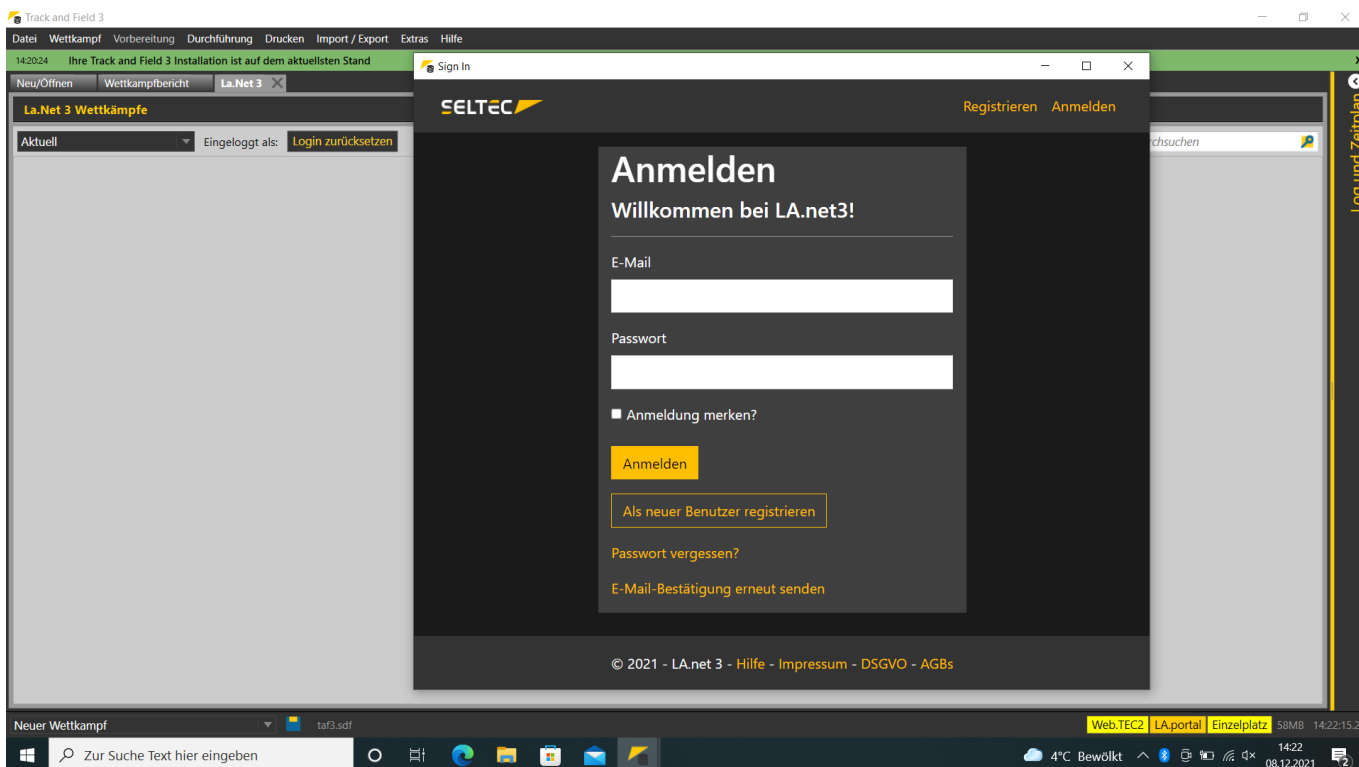 Track and Field 3
Datei Wettkampf Vorbereitung Durchführung Drucken Import / Export Extras Hilfe
14:20:24 Ihre Track and Field 3 Installation ist auf dem aktuellsten Stand
Neu/Öffnen Wettkampfbericht La.Net 3
La.Net 3 Wettkämpfe
Aktuell Eingeloggt als: Login zurücksetzen
Log und Zeitplan
Sign In
SELTEC Registrieren Anmelden
Anmelden
Willkommen bei LA.net3!
E-Mail
Passwort
Anmeldung merken?
Anmelden
Als neuer Benutzer registrieren
Passwort vergessen?
E-Mail-Bestätigung erneut senden
© 2021 - LA.net 3 - Hilfe - Impressum - DSGVO - AGBs
Neuer Wettkampf taf3.sdf Web.TEC2 LA.portal Einzelplatz 58MB 14:22:15.2
Zur Suche Text hier eingeben 4°C Bewölkt 14:22
08.12.2021 2